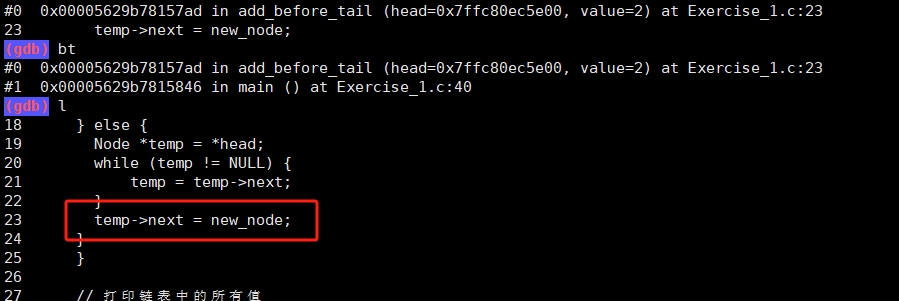 #0  0x00005629b78157ad in add_before_tail (head=0x7ffc80ec5e00, value=2) at Exercise_1.c:23
23        temp->next = new_node;
(gdb) bt
#0  0x00005629b78157ad in add_before_tail (head=0x7ffc80ec5e00, value=2) at Exercise_1.c:23
#1  0x00005629b7815846 in main () at Exercise_1.c:40
(gdb) l
18      } else {
19        Node *temp = *head;
20        while (temp != NULL) {
21            temp = temp->next;
22        }
23        temp->next = new_node;
24      }
25      }
26
27      // 打印链表中的所有值